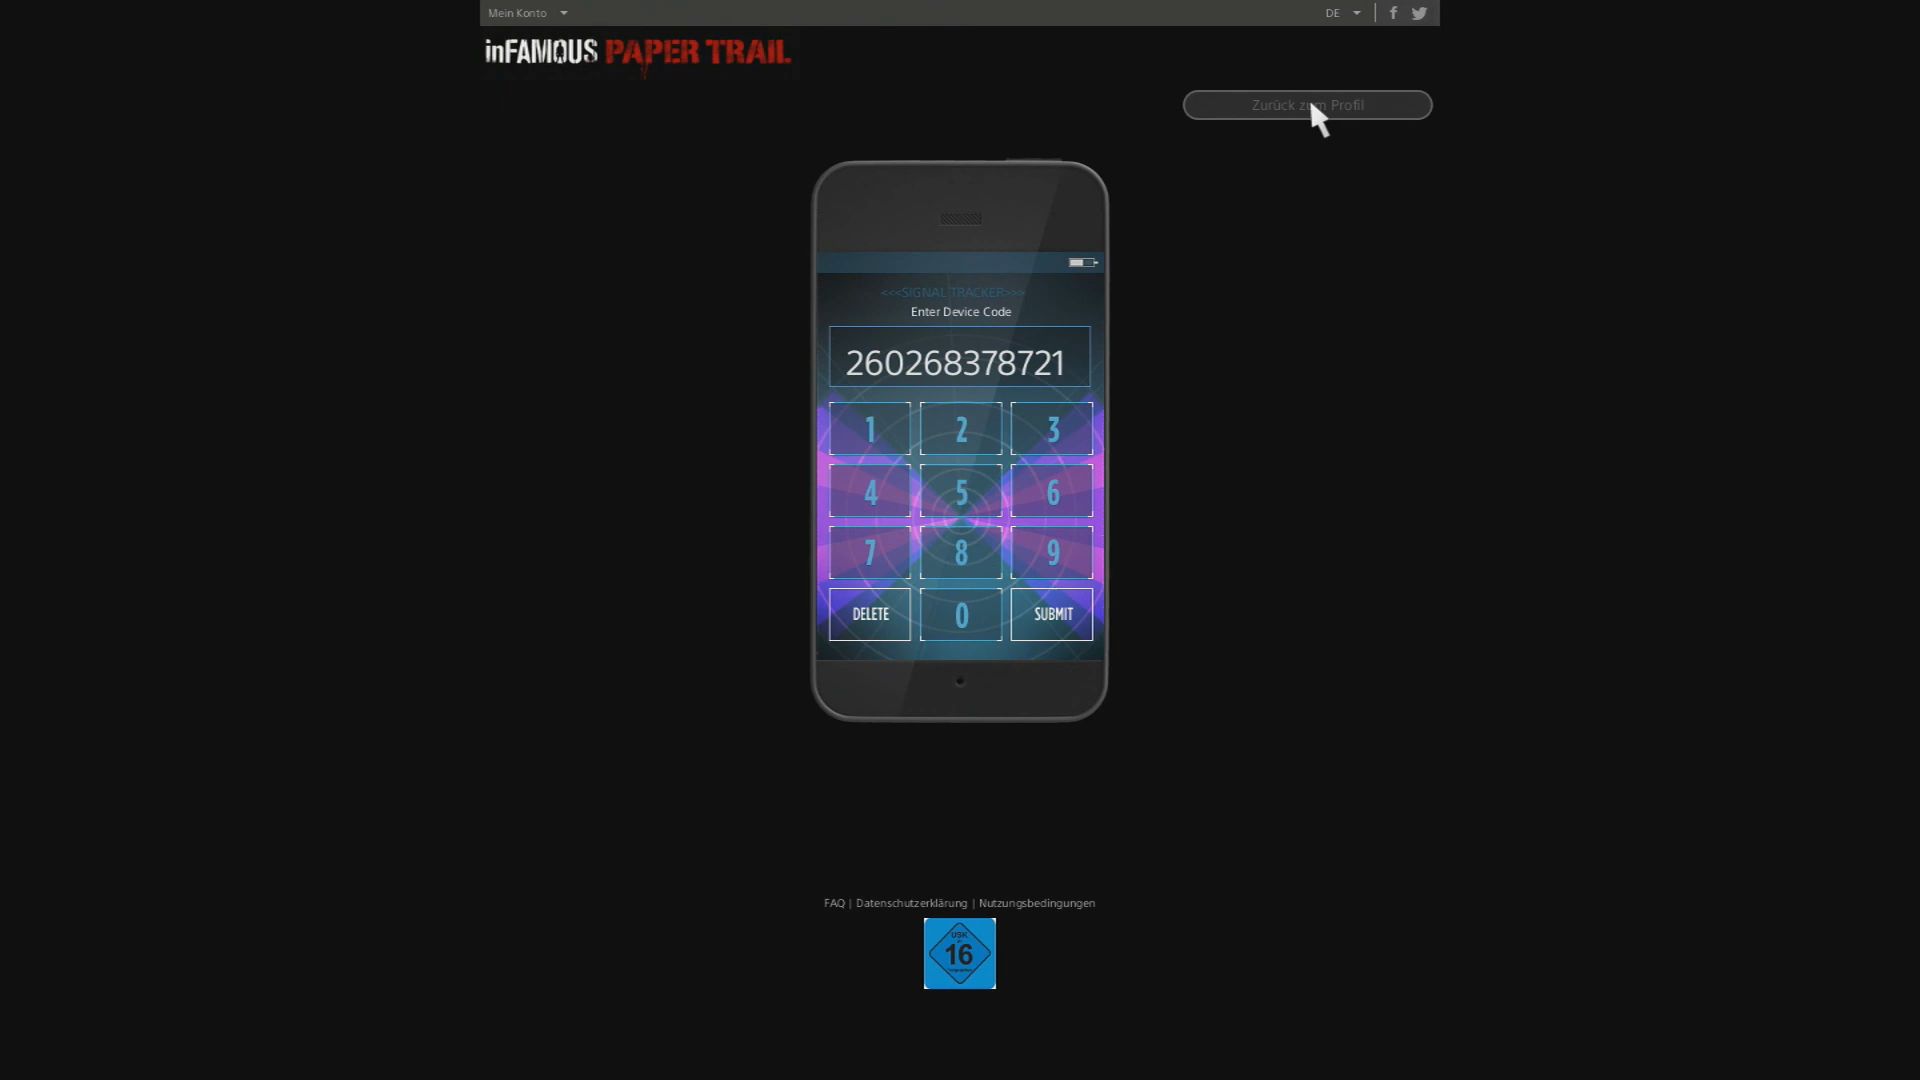 Mein Konto
DE
inFAMOUS PAPER TRAIL
Zurück zum Profil
<<<SIGNAL TRACKER>>>
Enter Device Code
260268378721
1 2 3
4 5 6
7 8 9
DELETE 0 SUBMIT
FAQ | Datenschutzerklärung | Nutzungsbedingungen
USK
16